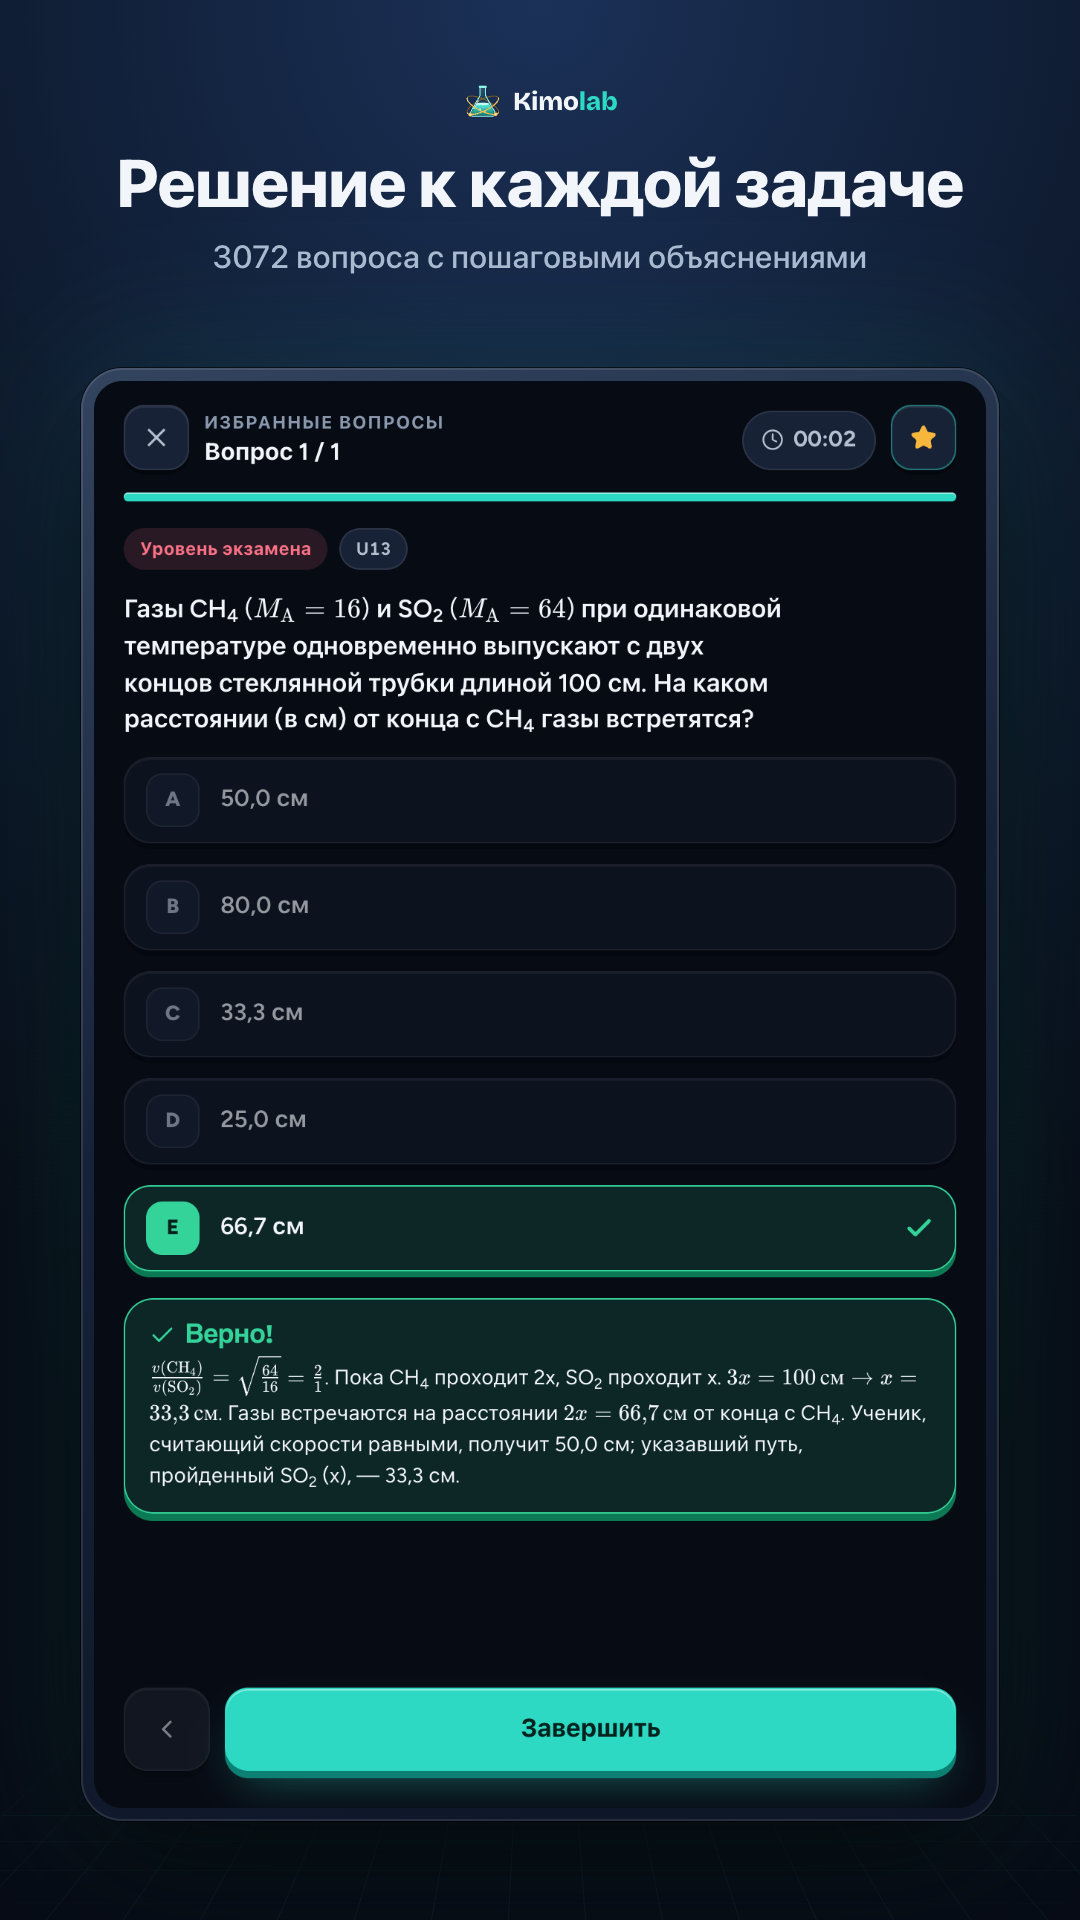 Kimolab
Решение к каждой задаче
3072 вопроса с пошаговыми объяснениями
ИЗБРАННЫЕ ВОПРОСЫ
Вопрос 1 / 1
00:02
Уровень экзамена
U13
Газы CH₄ (M_A = 16) и SO₂ (M_A = 64) при одинаковой
температуре одновременно выпускают с двух
концов стеклянной трубки длиной 100 см. На каком
расстоянии (в см) от конца с CH₄ газы встретятся?
A 50,0 см
B 80,0 см
C 33,3 см
D 25,0 см
E 66,7 см
Верно!
v(CH₄)/v(SO₂) = √(64/16) = 2/1. Пока CH₄ проходит 2x, SO₂ проходит x. 3x = 100 см → x =
33,3 см. Газы встречаются на расстоянии 2x = 66,7 см от конца с CH₄. Ученик,
считающий скорости равными, получит 50,0 см; указавший путь,
пройденный SO₂ (x), — 33,3 см.
Завершить